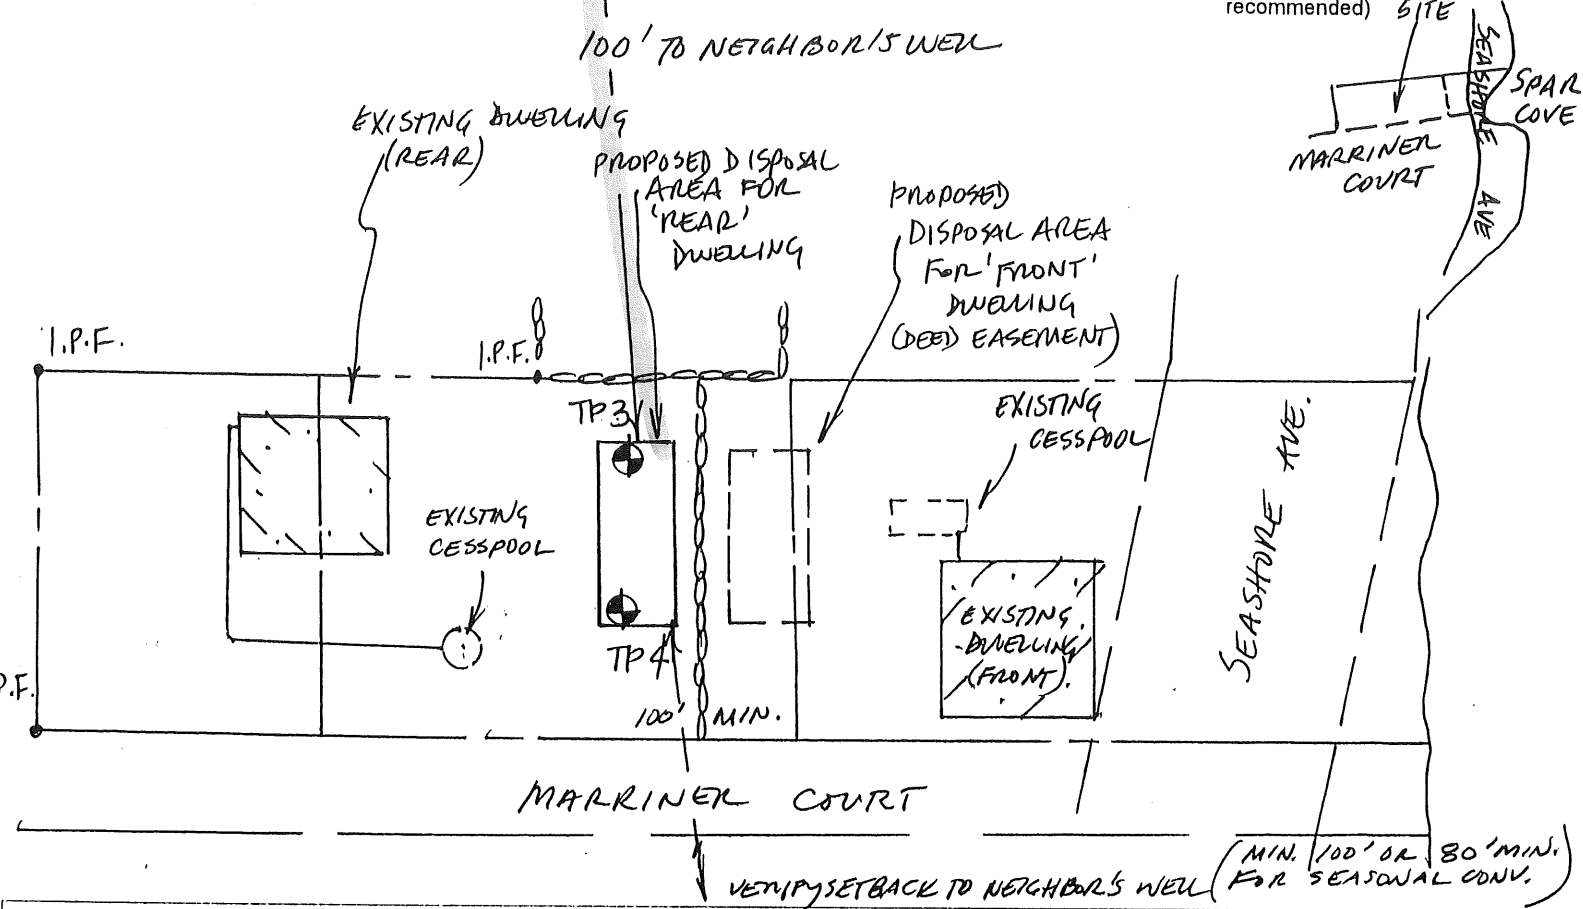 recommended)
SITE
100' TO NEIGHBOR'S WELL
SEASHORE AVE
SPAR
COVE
MARRINER
COURT
EXISTING DWELLING
(REAR)
PROPOSED DISPOSAL
AREA FOR
'REAR'
DWELLING
PROPOSED
DISPOSAL AREA
FOR 'FRONT'
DWELLING
(DEED EASEMENT)
I.P.F.
I.P.F.
TP3
EXISTING
CESSPOOL
EXISTING
CESSPOOL
SEASHORE AVE.
EXISTING
DWELLING
(FRONT).
TP4
P.F.
100' MIN.
MARRINER COURT
VERIFY SETBACK TO NEIGHBOR'S WELL (MIN. 100' OR 80' MIN.
FOR SEASONAL CONV.)